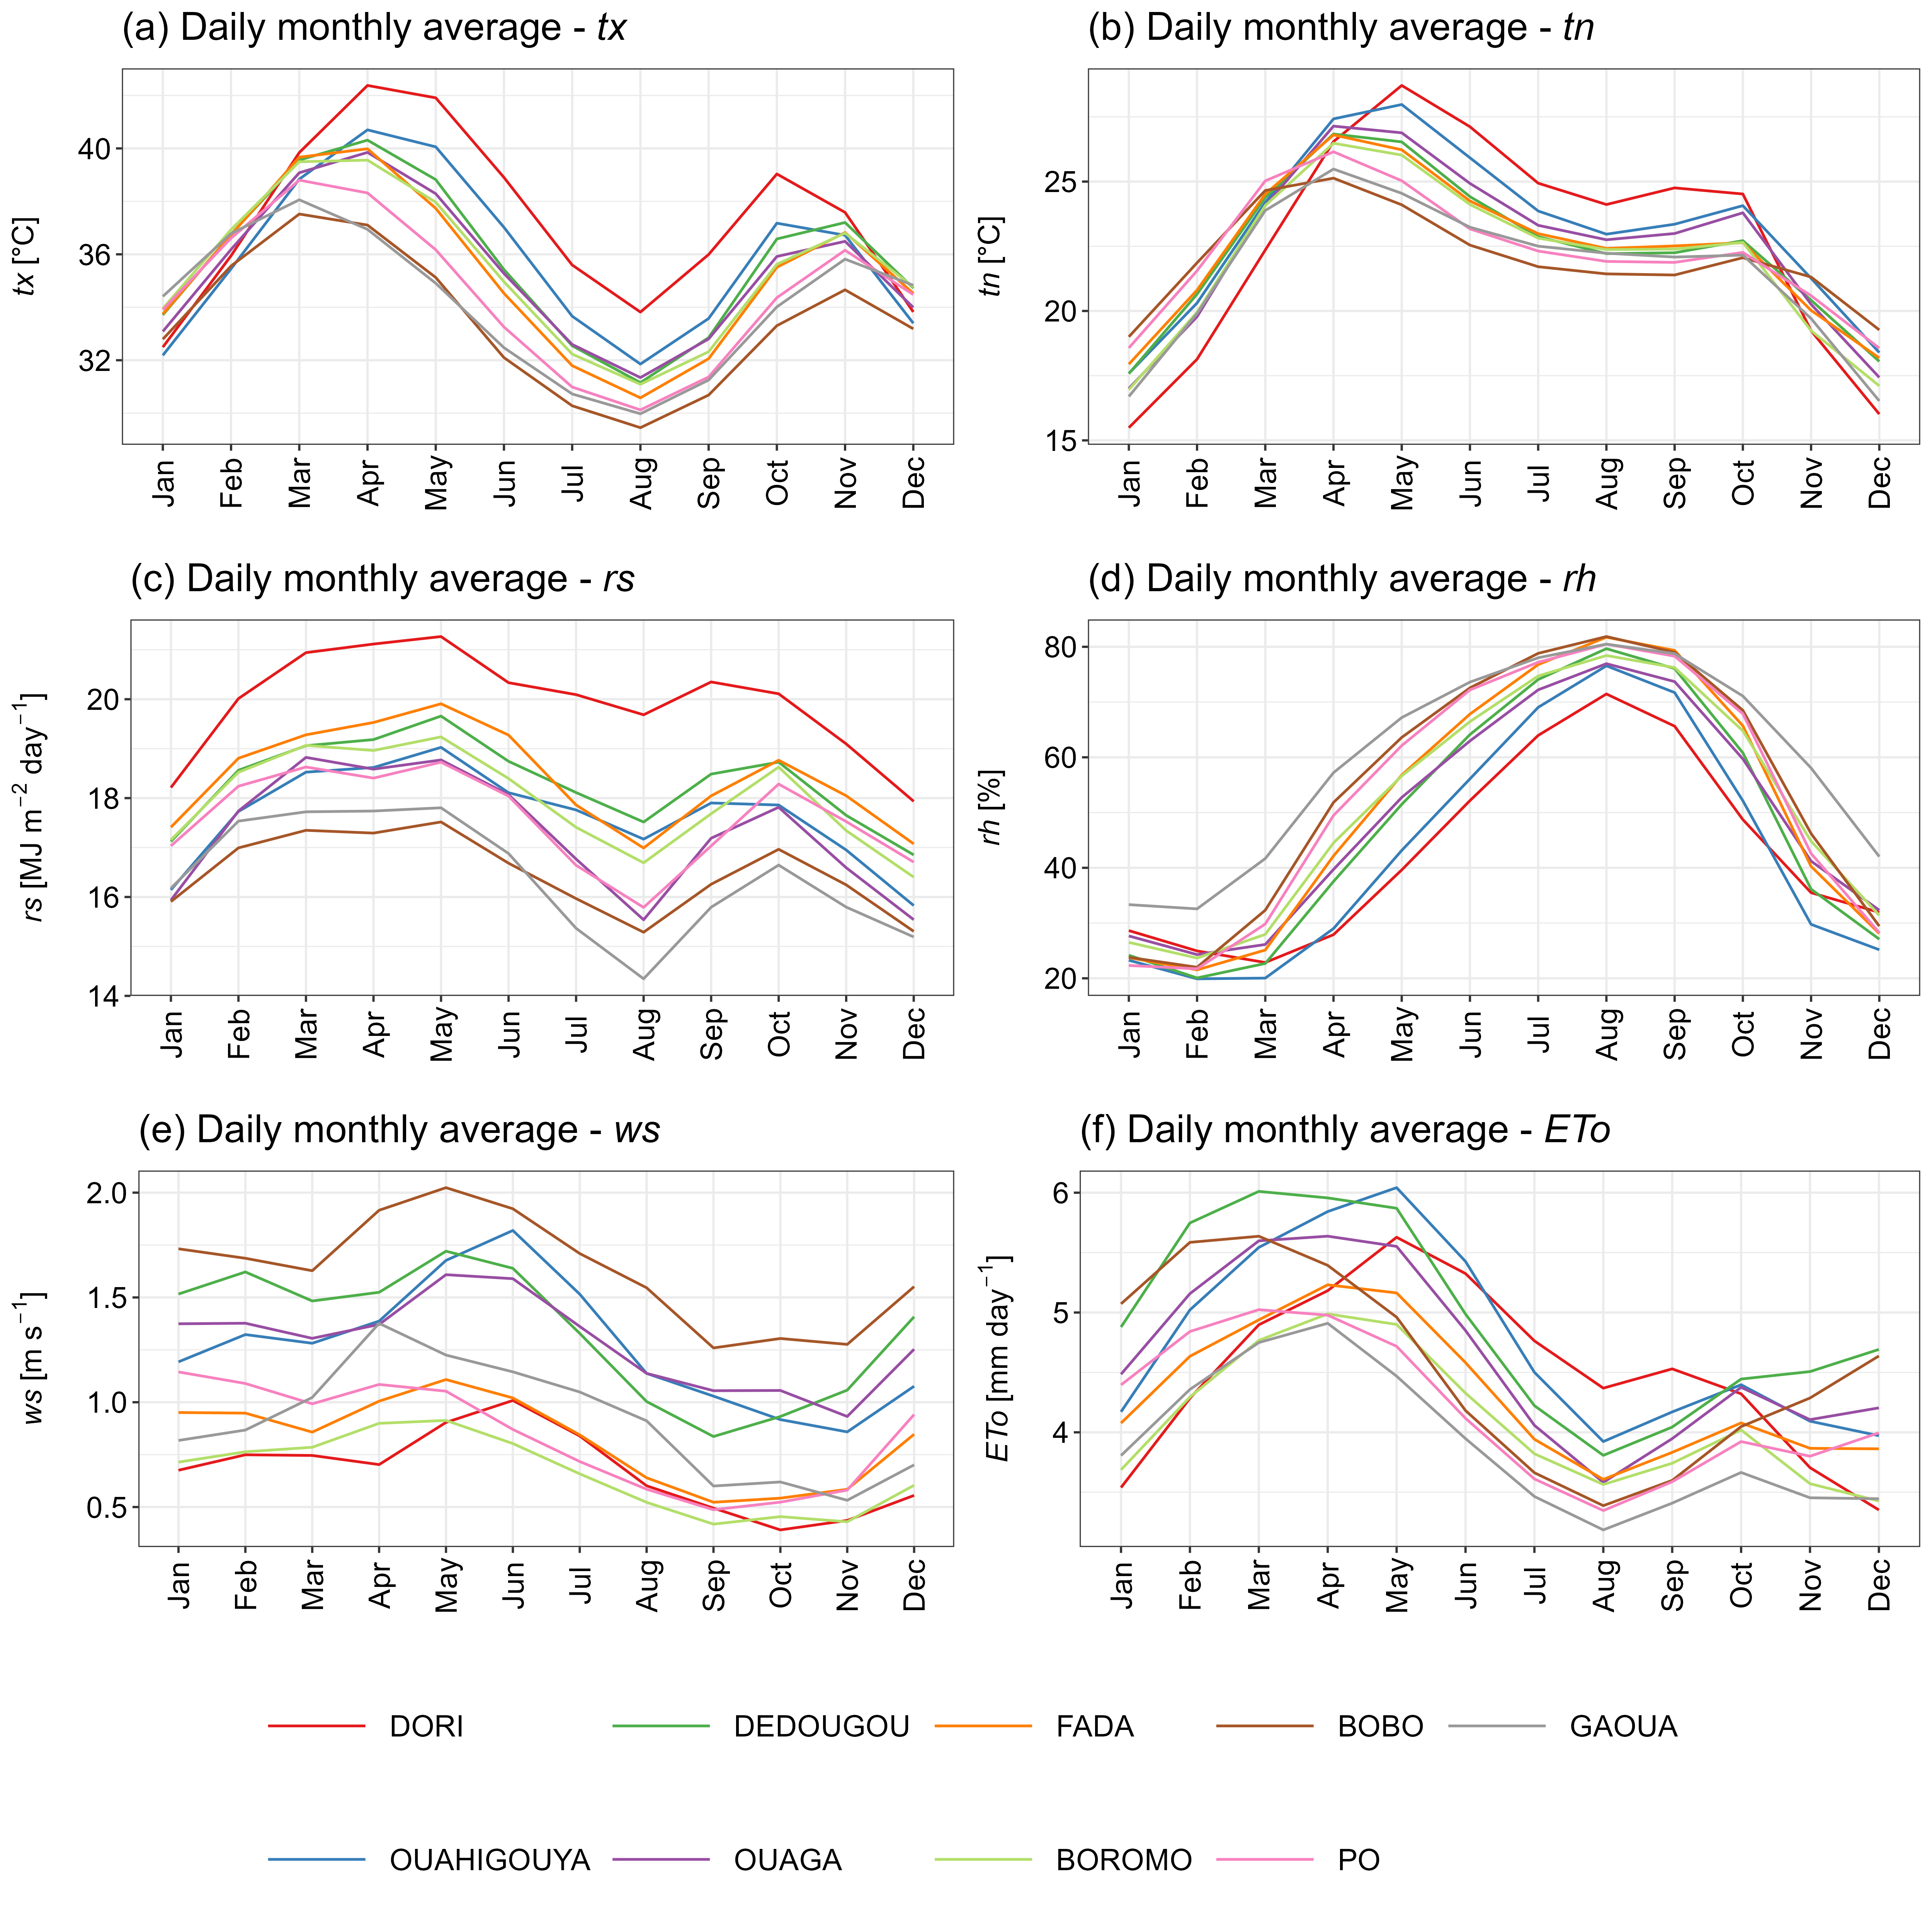 (a) Daily monthly average - tx
tx [°C]
40
36
32
Jan Feb Mar Apr May Jun Jul Aug Sep Oct Nov Dec
(b) Daily monthly average - tn
tn [°C]
25
20
15
Jan Feb Mar Apr May Jun Jul Aug Sep Oct Nov Dec
(c) Daily monthly average - rs
rs [MJ m⁻² day⁻¹]
20
18
16
14
Jan Feb Mar Apr May Jun Jul Aug Sep Oct Nov Dec
(d) Daily monthly average - rh
rh [%]
80
60
40
20
Jan Feb Mar Apr May Jun Jul Aug Sep Oct Nov Dec
(e) Daily monthly average - ws
ws [m s⁻¹]
2.0
1.5
1.0
0.5
Jan Feb Mar Apr May Jun Jul Aug Sep Oct Nov Dec
(f) Daily monthly average - ETo
ETo [mm day⁻¹]
6
5
4
Jan Feb Mar Apr May Jun Jul Aug Sep Oct Nov Dec
DORI DEDOUGOU FADA BOBO GAOUA
OUAHIGOUYA OUAGA BOROMO PO